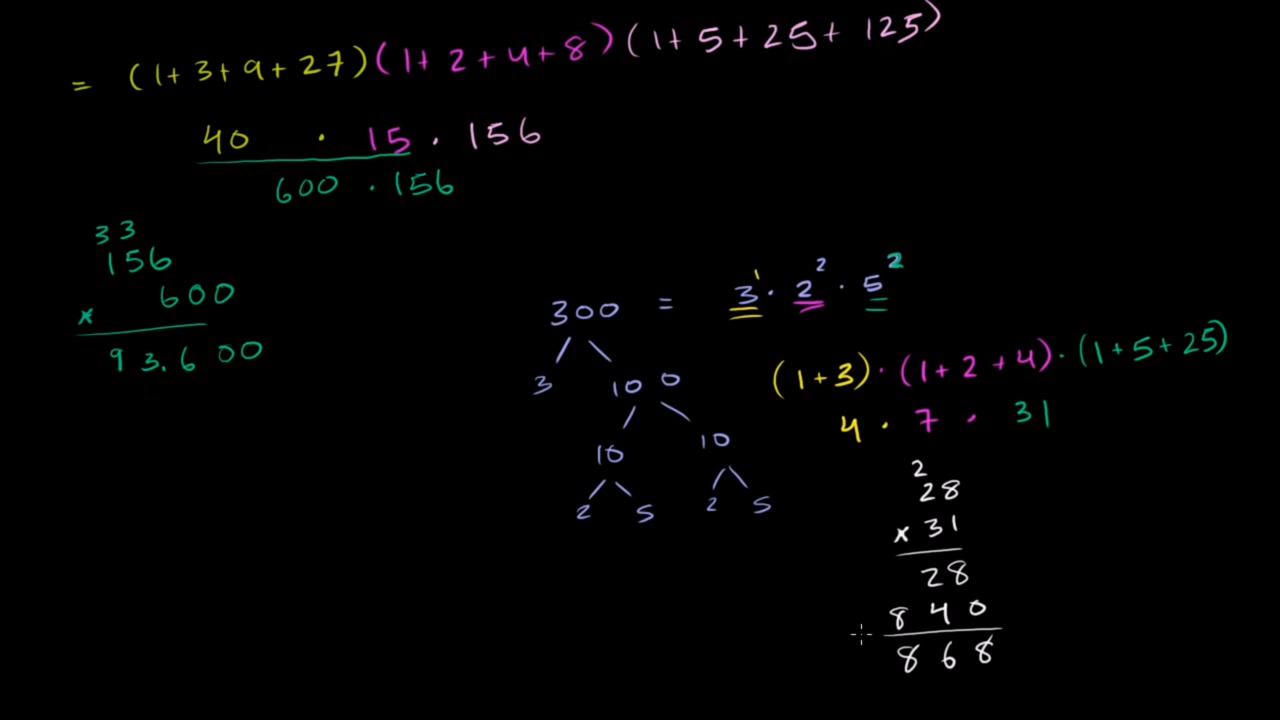 = (1+3+9+27)(1+2+4+8)(1+5+25+125)
40 · 15 · 156
600 · 156
33
156
× 600
93.600
300 = 3¹ · 2² · 5²
3 100
10 10
2 5 2 5
(1+3)·(1+2+4)·(1+5+25)
4 · 7 · 31
2
28
× 31
28
840
868